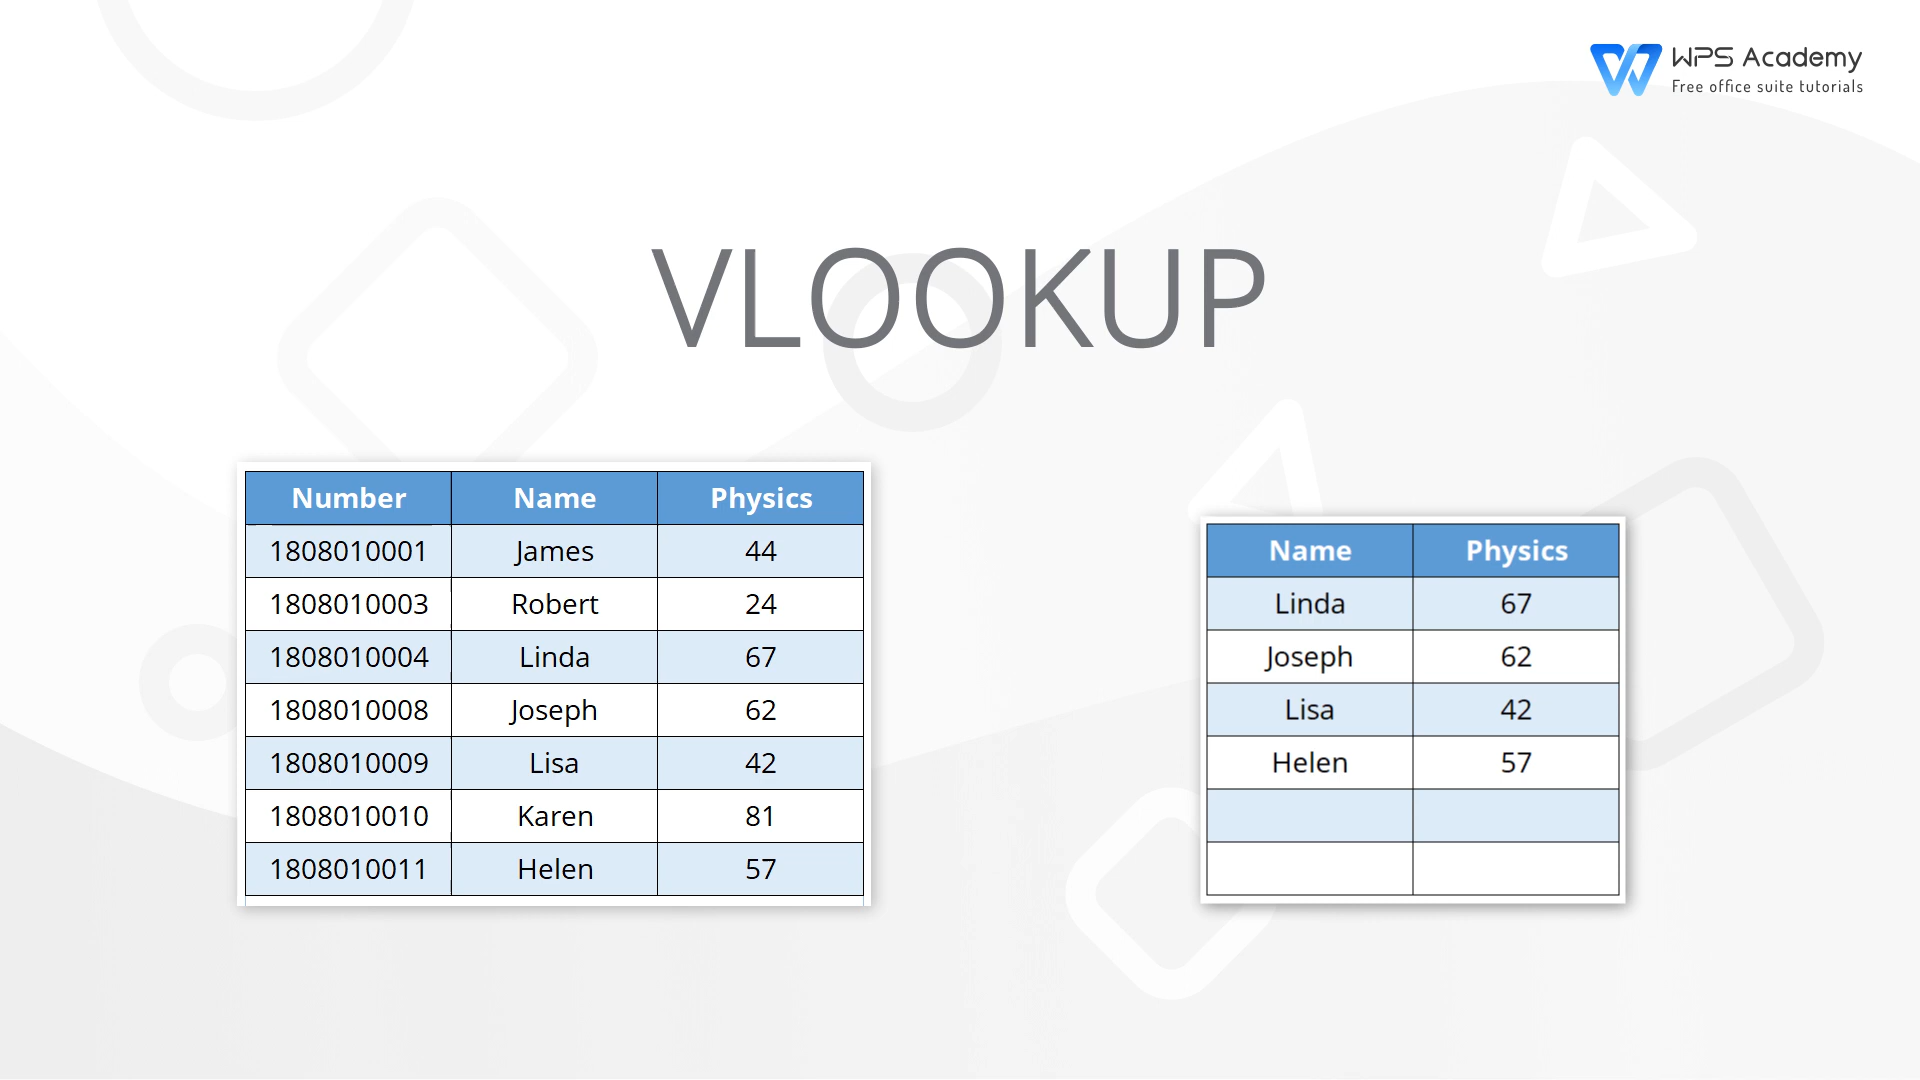 WPS Academy
Free office suite tutorials
VLOOKUP
Number Name Physics
1808010001 James 44
1808010003 Robert 24
1808010004 Linda 67
1808010008 Joseph 62
1808010009 Lisa 42
1808010010 Karen 81
1808010011 Helen 57
Name Physics
Linda 67
Joseph 62
Lisa 42
Helen 57